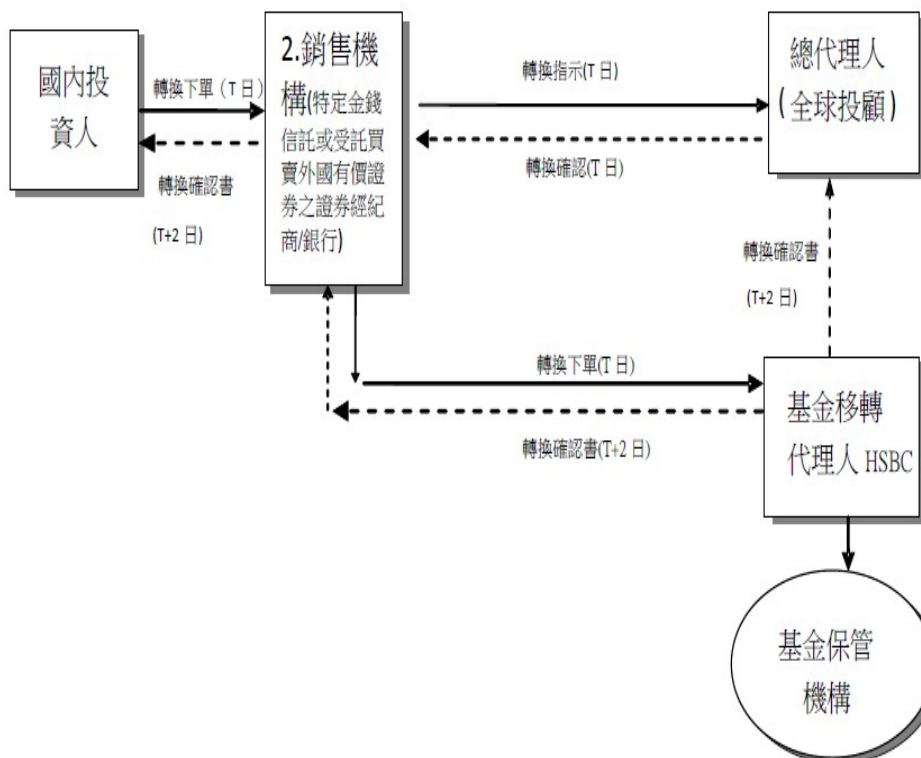 國內投
資人
轉換下單（T 日）
轉換確認書
(T+2 日)
2.銷售機
構(特定金錢
信託或受託買
賣外國有價證
券之證券經紀
商/銀行)
轉換指示(T 日)
轉換確認(T 日)
總代理人
( 全球投顧 )
轉換確認書
(T+2 日)
轉換下單(T 日)
轉換確認書(T+2 日)
基金移轉
代理人 HSBC
基金保管
機構